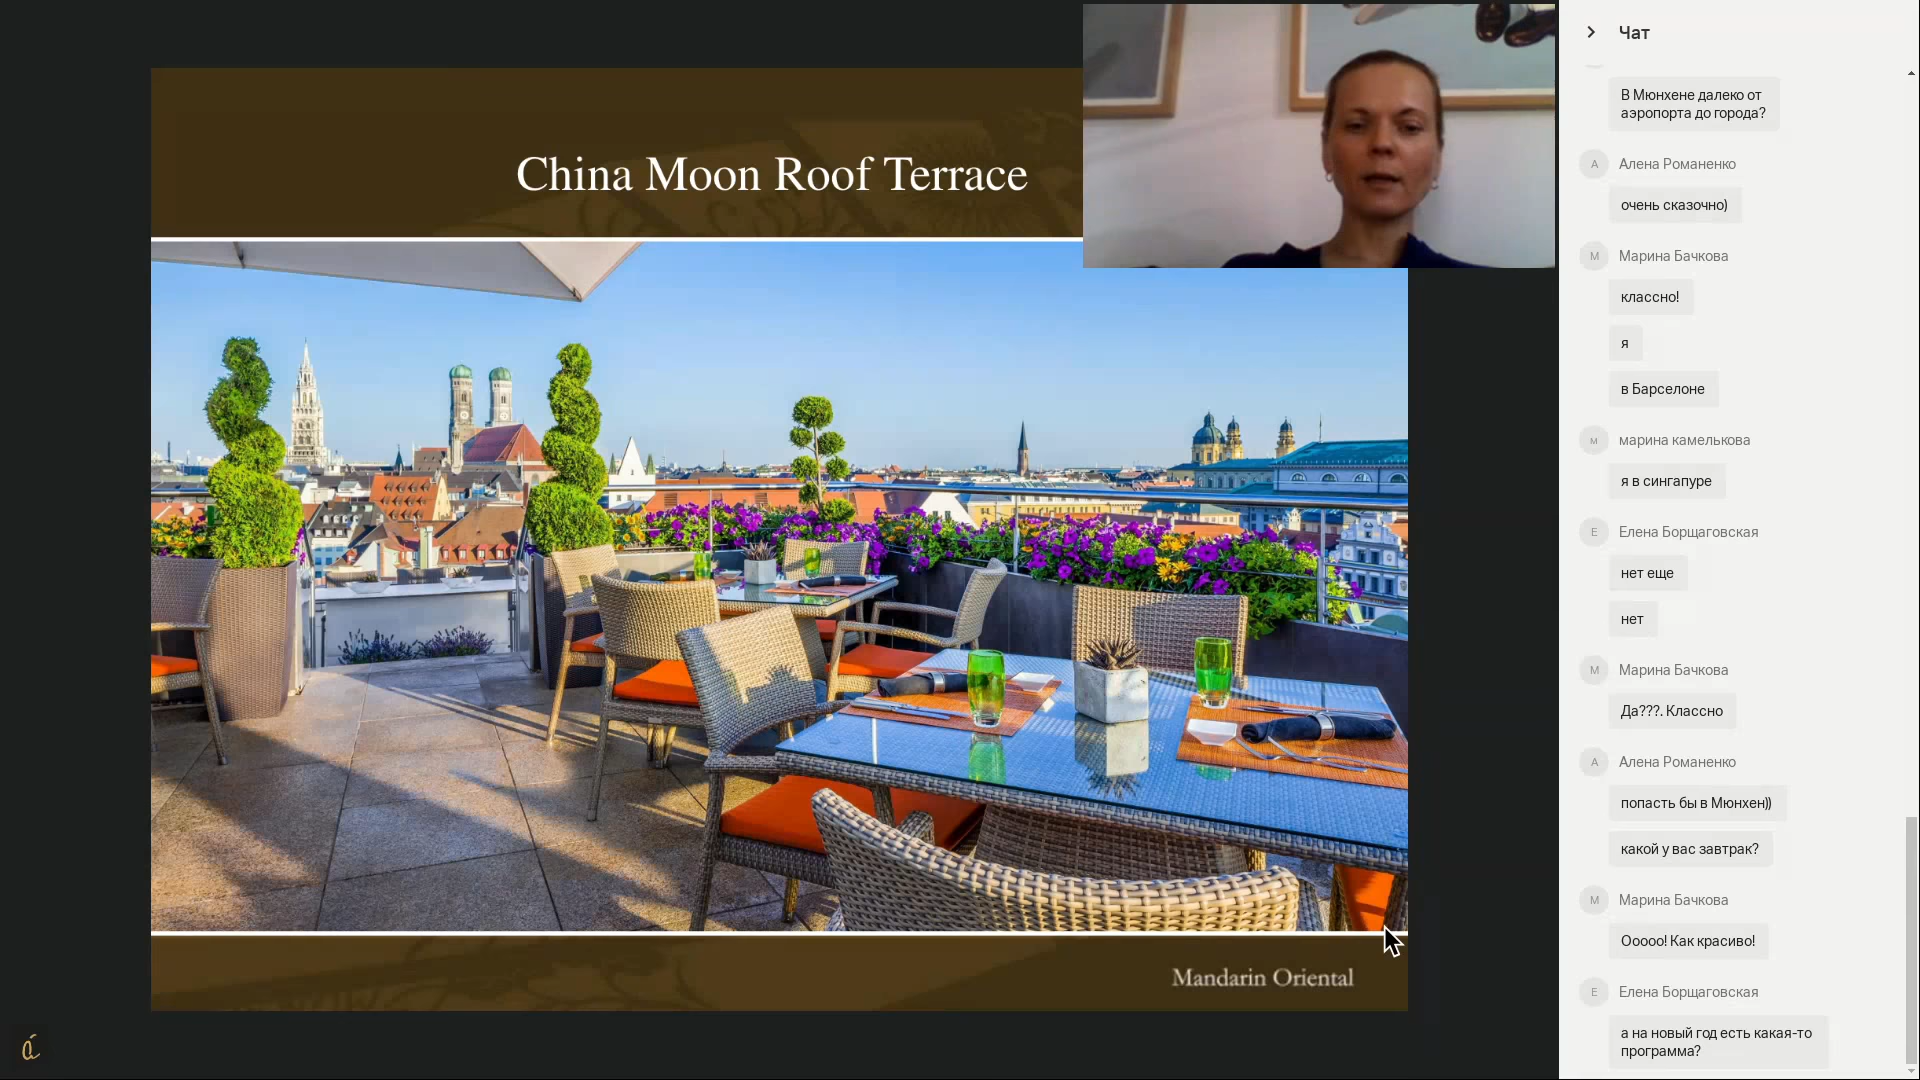 China Moon Roof Terrace
Mandarin Oriental
á
Чат
В Мюнхене далеко от
аэропорта до города?
А
Алена Романенко
очень сказочно)
М
Марина Бачкова
классно!
я
в Барселоне
м
марина камелькова
я в сингапуре
Е
Елена Борщаговская
нет еще
нет
М
Марина Бачкова
Да???. Классно
А
Алена Романенко
попасть бы в Мюнхен))
какой у вас завтрак?
М
Марина Бачкова
Ооооо! Как красиво!
Е
Елена Борщаговская
а на новый год есть какая-то
программа?